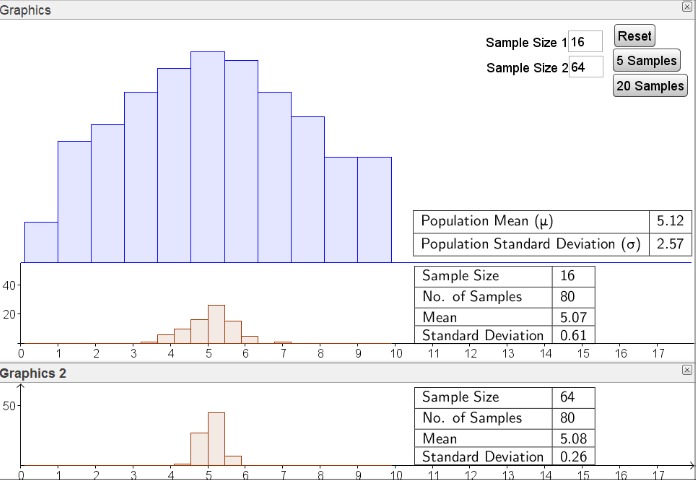 Graphics
Sample Size 1 16
Reset
Sample Size 2 64
5 Samples
20 Samples
Population Mean (μ) 5.12
Population Standard Deviation (σ) 2.57
40
20
Sample Size 16
No. of Samples 80
Mean 5.07
Standard Deviation 0.61
0 1 2 3 4 5 6 7 8 9 10 11 12 13 14 15 16 17
Graphics 2
50
Sample Size 64
No. of Samples 80
Mean 5.08
Standard Deviation 0.26
0 1 2 3 4 5 6 7 8 9 10 11 12 13 14 15 16 17